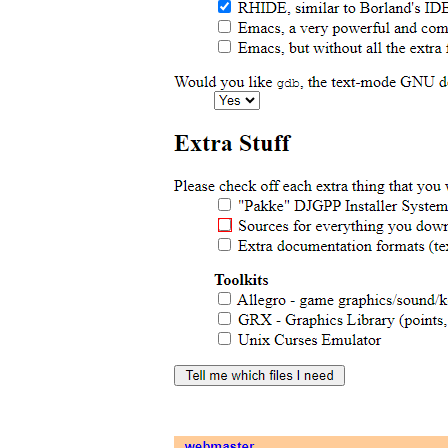 RHIDE, similar to Borland's IDE
Emacs, a very powerful and com
Emacs, but without all the extra
Would you like gdb, the text-mode GNU d
Yes
Extra Stuff
Please check off each extra thing that you
"Pakke" DJGPP Installer System
Sources for everything you down
Extra documentation formats (te
Toolkits
Allegro - game graphics/sound/k
GRX - Graphics Library (points,
Unix Curses Emulator
Tell me which files I need
webmaster